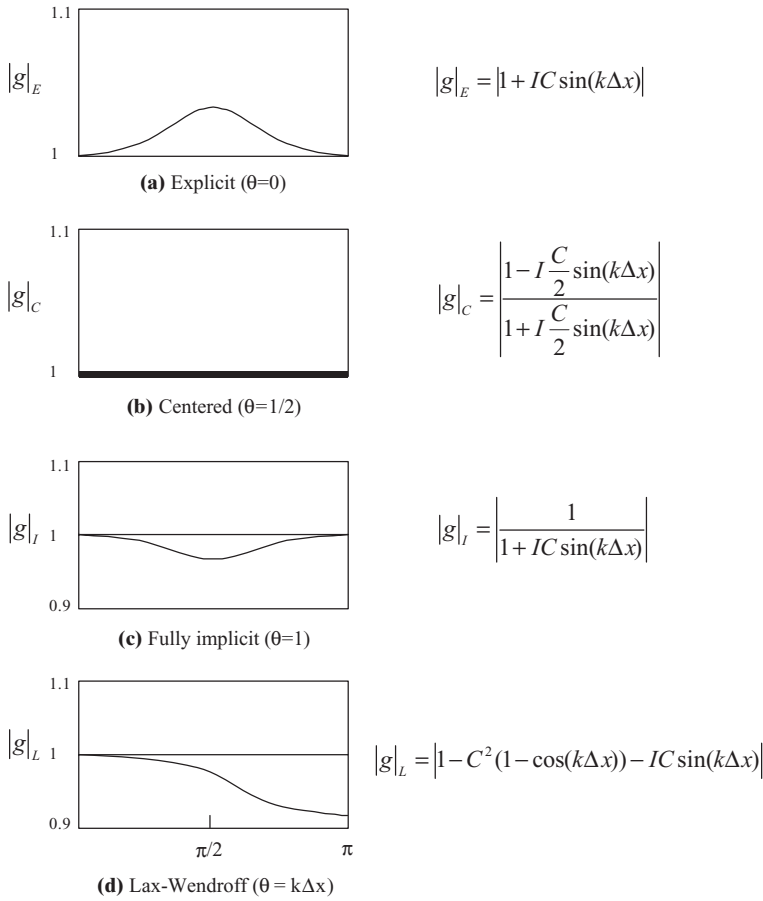 1.1
|g|_E
1
|g|_E = |1 + IC sin(kΔx)|
(a) Explicit (θ=0)
1.1
|g|_C
1
|g|_C = |(1 − I C/2 sin(kΔx)) / (1 + I C/2 sin(kΔx))|
(b) Centered (θ=1/2)
1.1
|g|_I
1
0.9
|g|_I = |1 / (1 + IC sin(kΔx))|
(c) Fully implicit (θ=1)
1.1
|g|_L
1
0.9
|g|_L = |1 − C²(1 − cos(kΔx)) − IC sin(kΔx)|
π/2
π
(d) Lax-Wendroff (θ = kΔx)